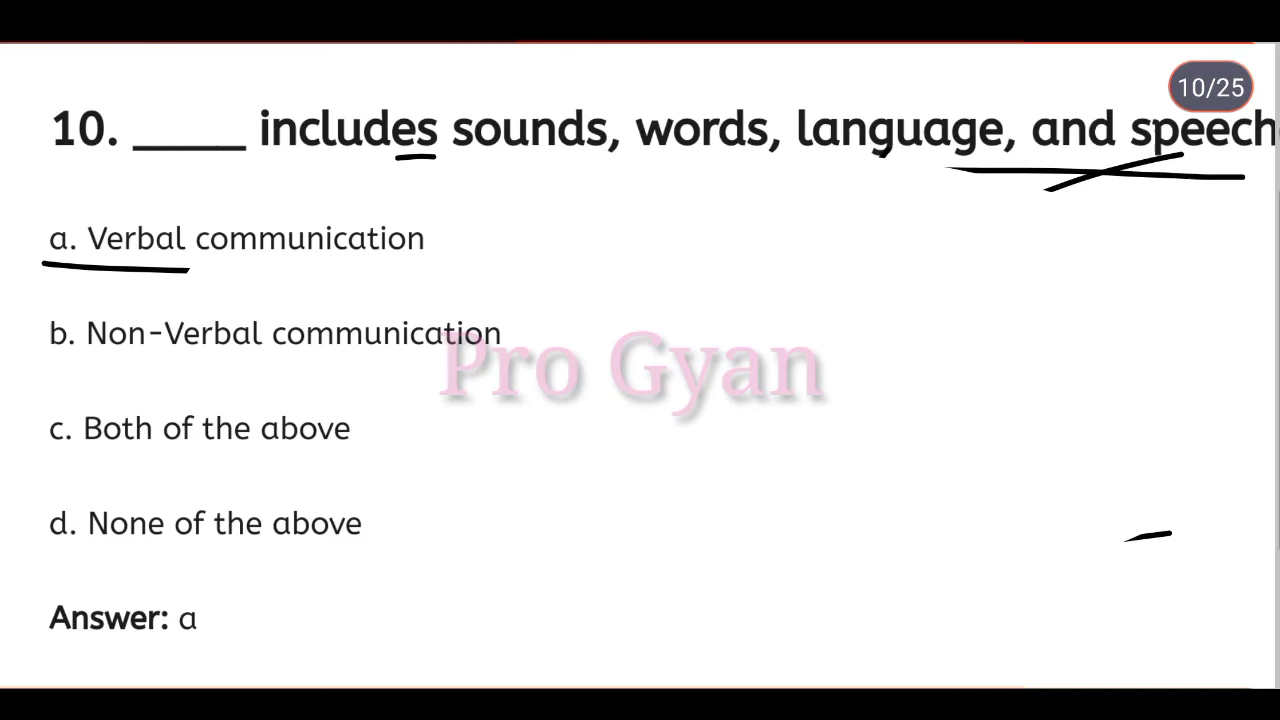 10/25
10. ____ includes sounds, words, language, and speech
a. Verbal communication
b. Non-Verbal communication
Pro Gyan
c. Both of the above
d. None of the above
Answer: a